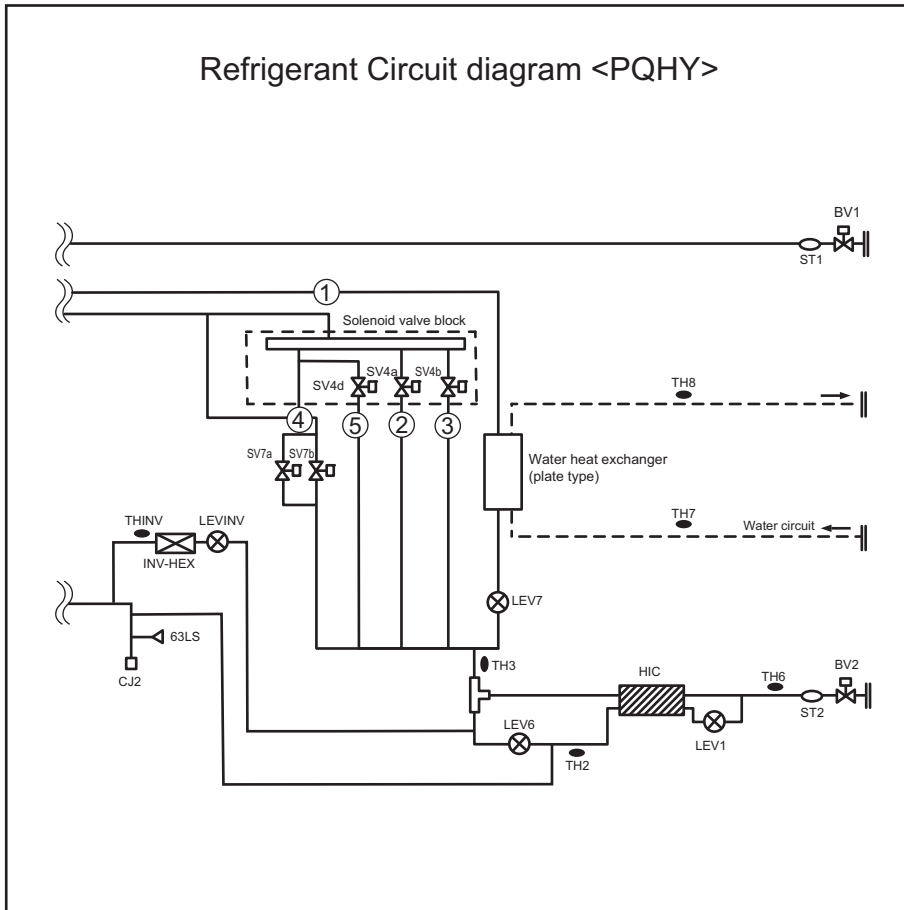 Refrigerant Circuit diagram <PQHY>
BV1
ST1
1
Solenoid valve block
SV4d
SV4a
SV4b
TH8
4
5
2
3
SV7a
SV7b
Water heat exchanger
(plate type)
TH7
Water circuit
THINV
LEVINV
INV-HEX
LEV7
63LS
CJ2
TH3
HIC
TH6
BV2
ST2
LEV6
LEV1
TH2